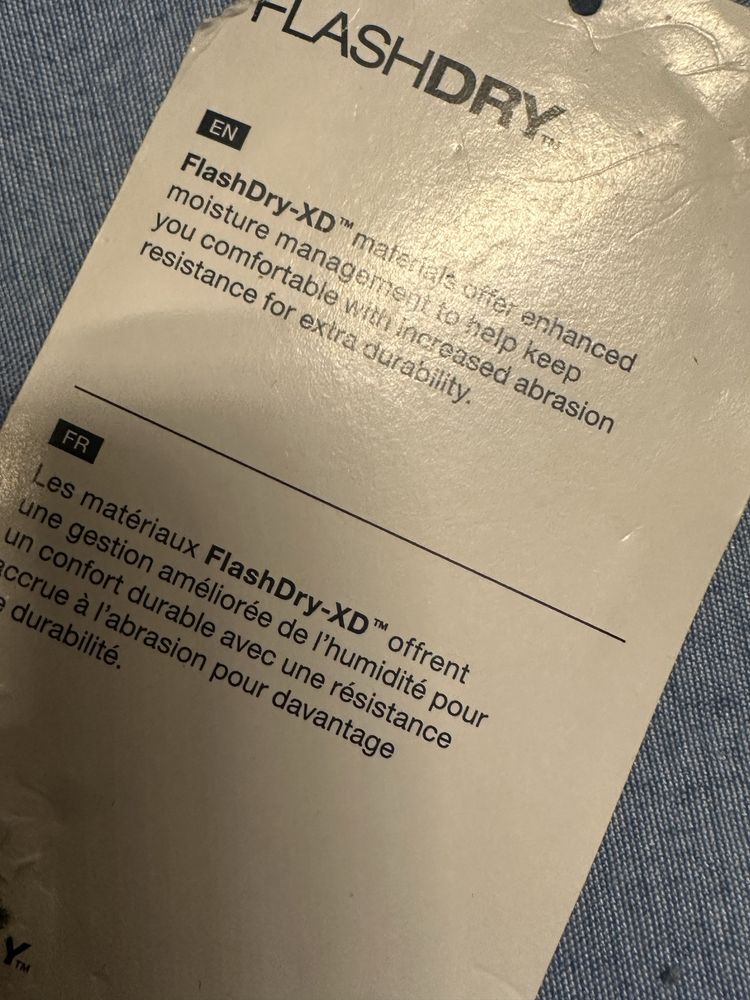 FLASHDRY™
EN
FlashDry-XD™ materials offer enhanced
moisture management to help keep
you comfortable with increased abrasion
resistance for extra durability.
FR
Les matériaux FlashDry-XD™ offrent
une gestion améliorée de l'humidité pour
un confort durable avec une résistance
accrue à l'abrasion pour davantage
durabilité.
Y™